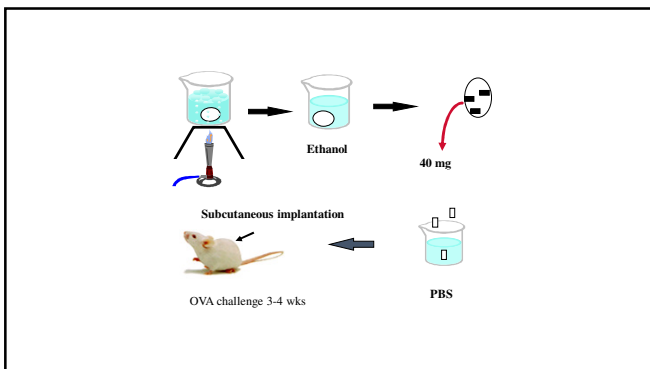 Ethanol
40 mg
Subcutaneous implantation
OVA challenge 3-4 wks
PBS